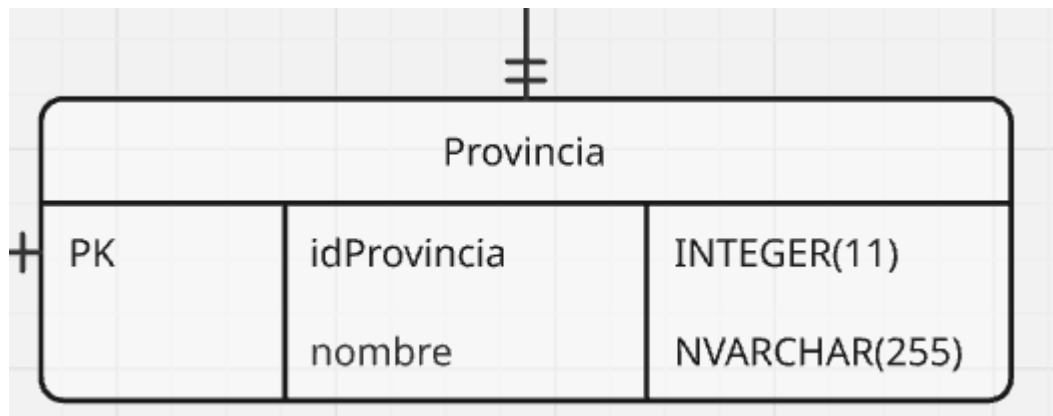 Provincia
PK idProvincia INTEGER(11)
nombre NVARCHAR(255)